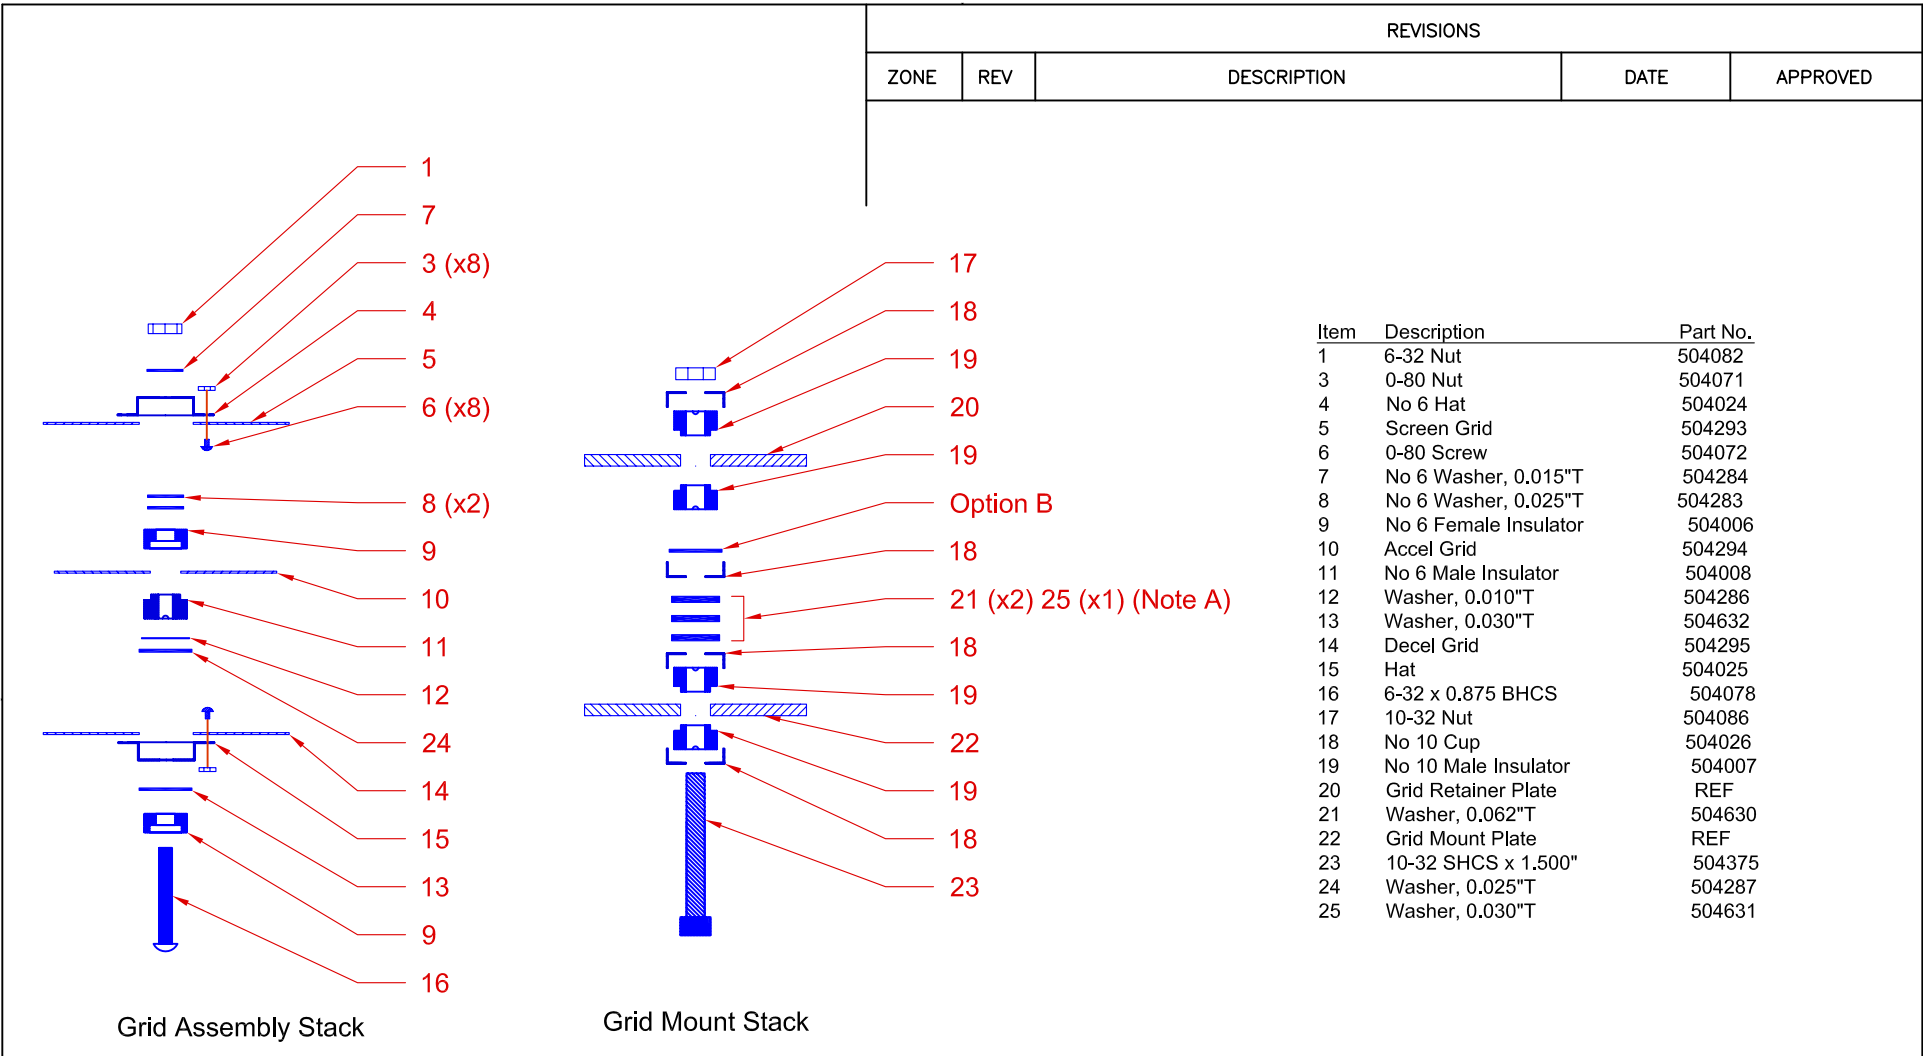 REVISIONS
ZONE REV DESCRIPTION DATE APPROVED
1
7
3 (x8)
4
5
6 (x8)
8 (x2)
9
10
11
12
24
14
15
13
9
16
Grid Assembly Stack
17
18
19
20
19
Option B
18
21 (x2) 25 (x1) (Note A)
18
19
22
19
18
23
Grid Mount Stack
Item Description Part No.
1 6-32 Nut 504082
3 0-80 Nut 504071
4 No 6 Hat 504024
5 Screen Grid 504293
6 0-80 Screw 504072
7 No 6 Washer, 0.015"T 504284
8 No 6 Washer, 0.025"T 504283
9 No 6 Female Insulator 504006
10 Accel Grid 504294
11 No 6 Male Insulator 504008
12 Washer, 0.010"T 504286
13 Washer, 0.030"T 504632
14 Decel Grid 504295
15 Hat 504025
16 6-32 x 0.875 BHCS 504078
17 10-32 Nut 504086
18 No 10 Cup 504026
19 No 10 Male Insulator 504007
20 Grid Retainer Plate REF
21 Washer, 0.062"T 504630
22 Grid Mount Plate REF
23 10-32 SHCS x 1.500" 504375
24 Washer, 0.025"T 504287
25 Washer, 0.030"T 504631